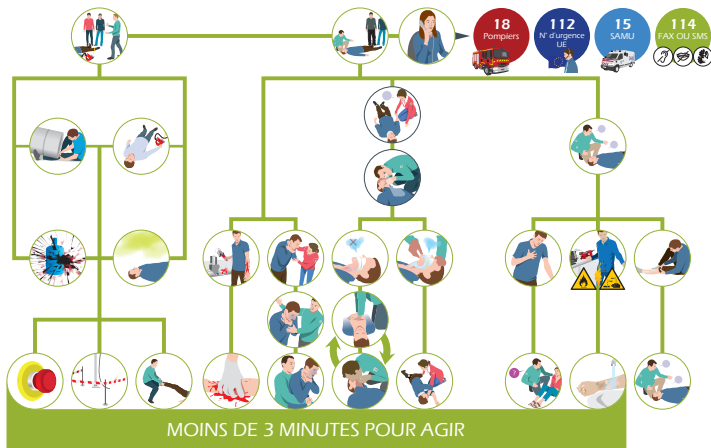 18
Pompiers
112
N° d'urgence
UE
15
SAMU
114
FAX OU SMS
?
MOINS DE 3 MINUTES POUR AGIR